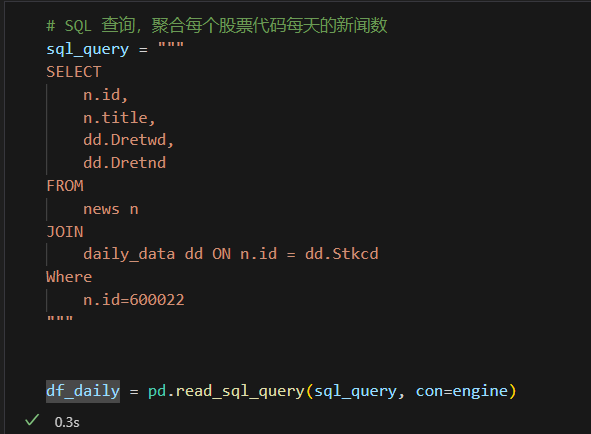 # SQL 查询，聚合每个股票代码每天的新闻数
sql_query = """
SELECT
    n.id,
    n.title,
    dd.Dretwd,
    dd.Dretnd
FROM
    news n
JOIN
    daily_data dd ON n.id = dd.Stkcd
Where
    n.id=600022
"""
df_daily = pd.read_sql_query(sql_query, con=engine)
0.3s